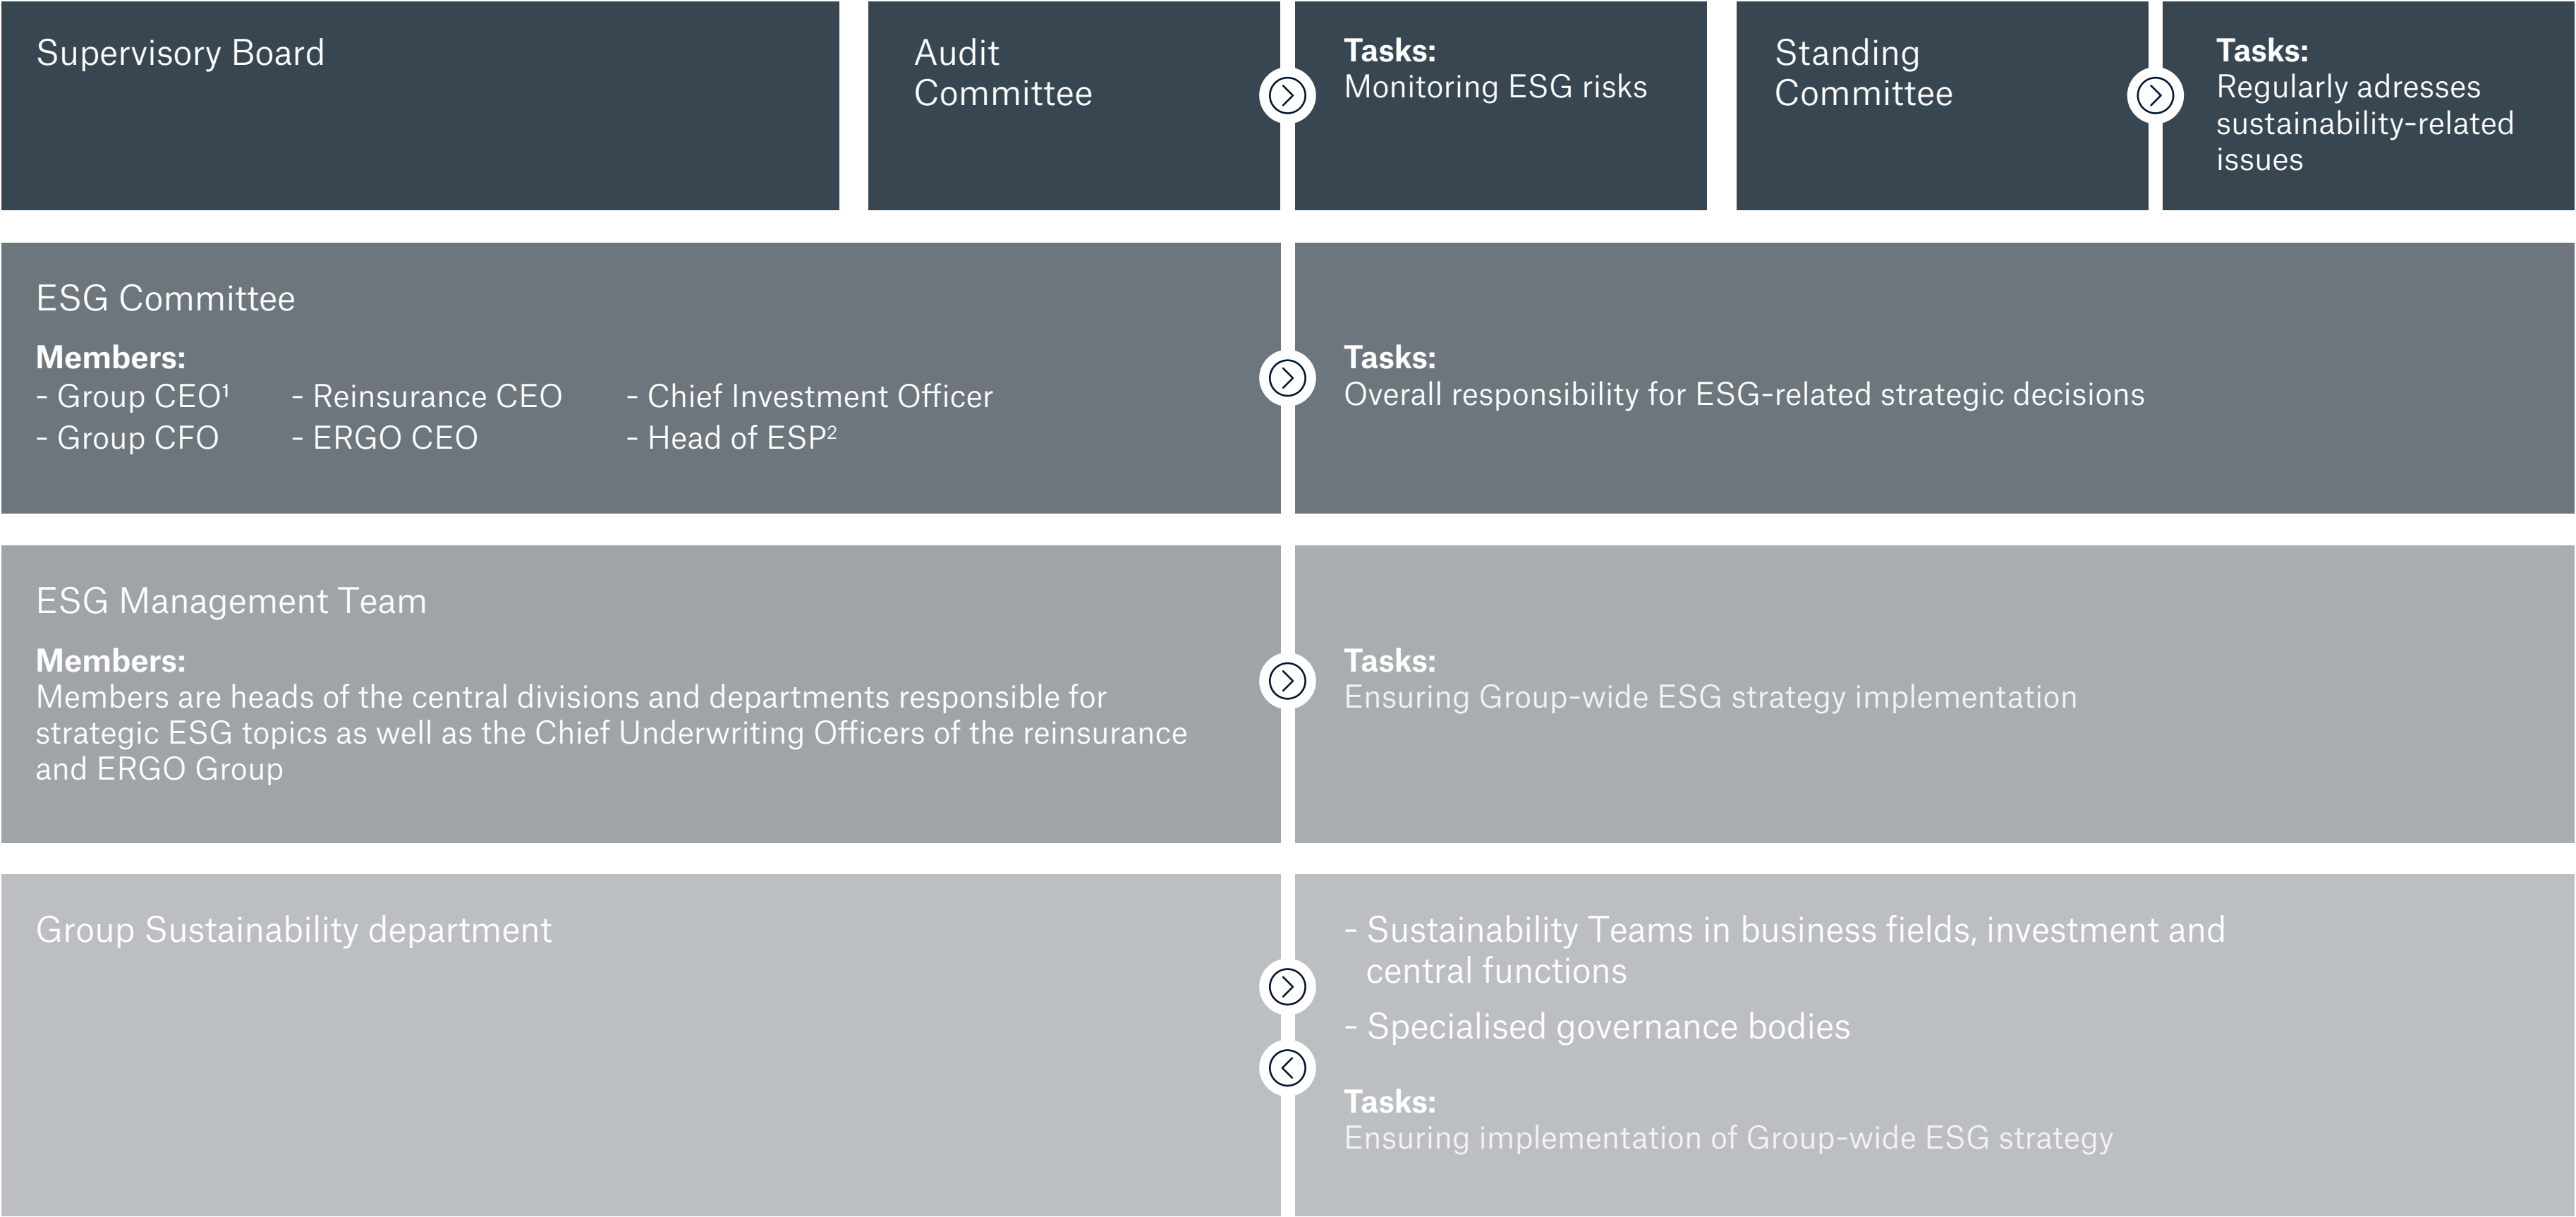 Supervisory Board
Audit
Committee
Tasks:
Monitoring ESG risks
Standing
Committee
Tasks:
Regularly adresses
sustainability-related
issues
ESG Committee
Members:
- Group CEO¹
- Group CFO
- Reinsurance CEO
- ERGO CEO
- Chief Investment Officer
- Head of ESP²
Tasks:
Overall responsibility for ESG-related strategic decisions
ESG Management Team
Members:
Members are heads of the central divisions and departments responsible for
strategic ESG topics as well as the Chief Underwriting Officers of the reinsurance
and ERGO Group
Tasks:
Ensuring Group-wide ESG strategy implementation
Group Sustainability department
- Sustainability Teams in business fields, investment and
central functions
- Specialised governance bodies
Tasks:
Ensuring implementation of Group-wide ESG strategy